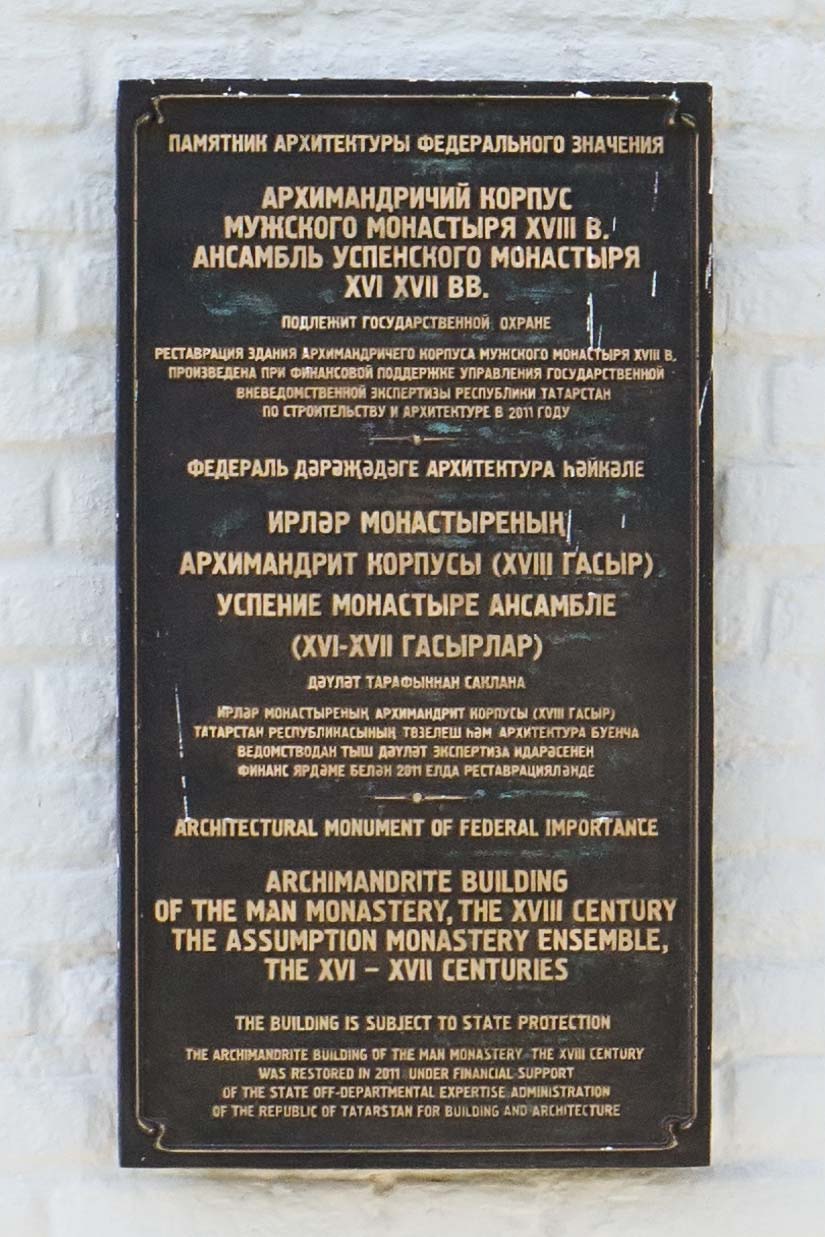 ПАМЯТНИК АРХИТЕКТУРЫ ФЕДЕРАЛЬНОГО ЗНАЧЕНИЯ
АРХИМАНДРИЧИЙ КОРПУС
МУЖСКОГО МОНАСТЫРЯ XVIII В.
АНСАМБЛЬ УСПЕНСКОГО МОНАСТЫРЯ
XVI XVII ВВ.
ПОДЛЕЖИТ ГОСУДАРСТВЕННОЙ ОХРАНЕ
РЕСТАВРАЦИЯ ЗДАНИЯ АРХИМАНДРИЧЕГО КОРПУСА МУЖСКОГО МОНАСТЫРЯ XVIII В.
ПРОИЗВЕДЕНА ПРИ ФИНАНСОВОЙ ПОДДЕРЖКЕ УПРАВЛЕНИЯ ГОСУДАРСТВЕННОЙ
ВНЕВЕДОМСТВЕННОЙ ЭКСПЕРТИЗЫ РЕСПУБЛИКИ ТАТАРСТАН
ПО СТРОИТЕЛЬСТВУ И АРХИТЕКТУРЕ В 2011 ГОДУ
ФЕДЕРАЛЬ ДӘРӘҖӘДӘГЕ АРХИТЕКТУРА ҺӘЙКӘЛЕ
ИРЛӘР МОНАСТЫРЕНЫҢ
АРХИМАНДРИТ КОРПУСЫ (XVIII ГАСЫР)
УСПЕНИЕ МОНАСТЫРЕ АНСАМБЛЕ
(XVI-XVII ГАСЫРЛАР)
ДӘҮЛӘТ ТАРАФЫННАН САКЛАНА
ИРЛӘР МОНАСТЫРЕНЫҢ АРХИМАНДРИТ КОРПУСЫ (XVIII ГАСЫР)
ТАТАРСТАН РЕСПУБЛИКАСЫНЫҢ ТӨЗЕЛЕШ ҺӘМ АРХИТЕКТУРА БУЕНЧА
ВЕДОМСТВОДАН ТЫШ ДӘҮЛӘТ ЭКСПЕРТИЗА ИДАРӘСЕНЕН
ФИНАНС ЯРДӘМЕ БЕЛӘН 2011 ЕЛДА РЕСТАВРАЦИЯЛӘНДЕ
ARCHITECTURAL MONUMENT OF FEDERAL IMPORTANCE
ARCHIMANDRITE BUILDING
OF THE MAN MONASTERY, THE XVIII CENTURY
THE ASSUMPTION MONASTERY ENSEMBLE,
THE XVI – XVII CENTURIES
THE BUILDING IS SUBJECT TO STATE PROTECTION
THE ARCHIMANDRITE BUILDING OF THE MAN MONASTERY THE XVIII CENTURY
WAS RESTORED IN 2011 UNDER FINANCIAL SUPPORT
OF THE STATE OFF-DEPARTMENTAL EXPERTISE ADMINISTRATION
OF THE REPUBLIC OF TATARSTAN FOR BUILDING AND ARCHITECTURE